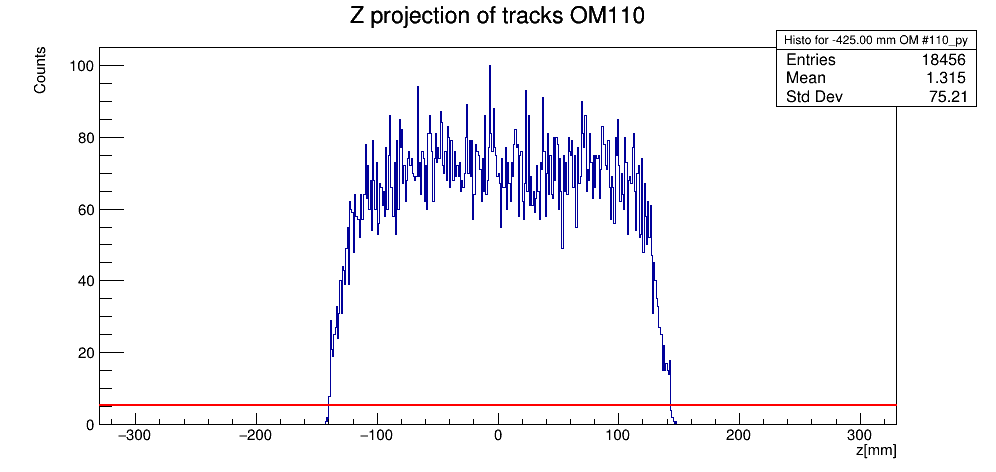 Z projection of tracks OM110
Histo for -425.00 mm OM #110_py
Entries 18456
Mean 1.315
Std Dev 75.21
Counts
100
80
60
40
20
0
−300 −200 −100 0 100 200 300
z[mm]